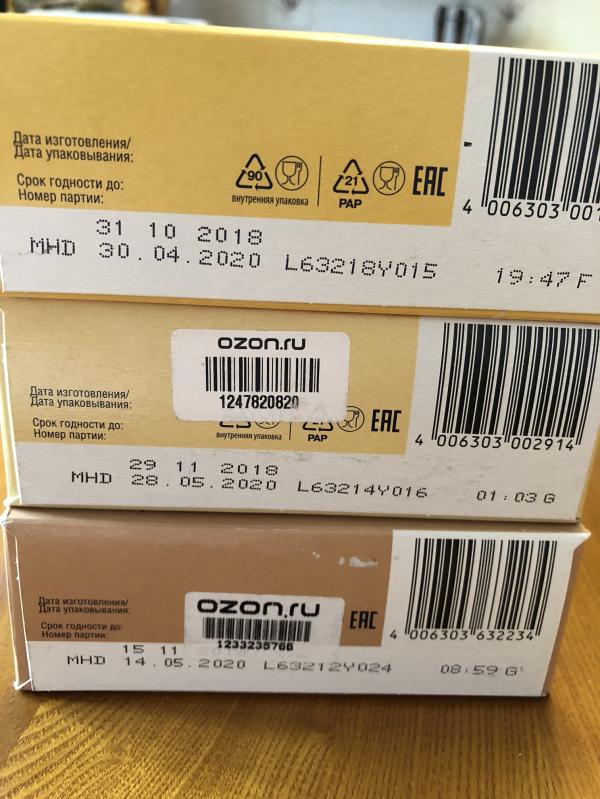 Дата изготовления/
Дата упаковывания:
Срок годности до:
Номер партии:
90
внутренняя упаковка
21
PAP
EAC
31 10 2018
MHD 30.04.2020 L63218Y015 19:47 F
4 006303 001
ozon.ru
1247820820
Дата изготовления/
Дата упаковывания:
Срок годности до:
Номер партии:
внутренняя упаковка
PAP
EAC
29 11 2018
MHD 28.05.2020 L63214Y016 01:03 G
4 006303 002914
ozon.ru
1233235766
Дата изготовления/
Дата упаковывания:
Срок годности до:
Номер партии:
EAC
15 11
MHD 14.05.2020 L63212Y024 08:59 G
4 006303 632234